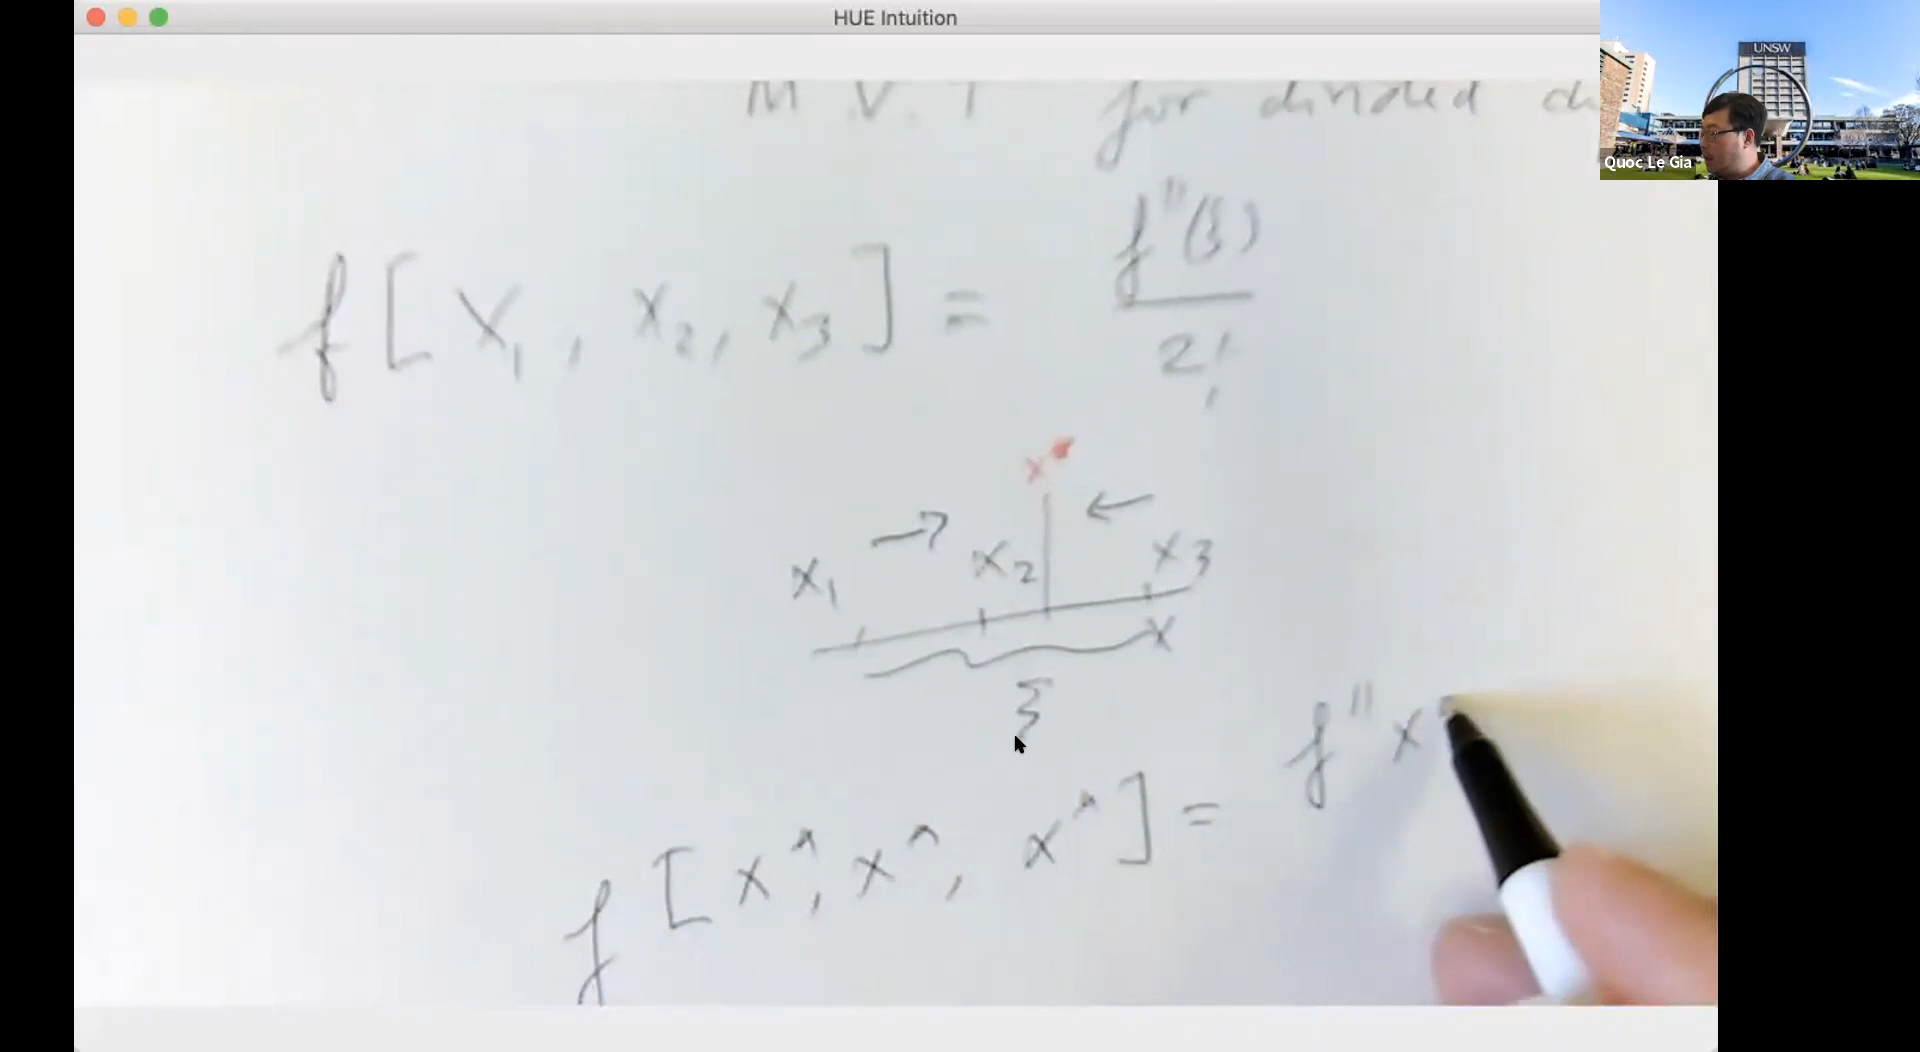 HUE Intuition
UNSW
Quoc Le Gia
M.V.T for divided
f[x₁, x₂, x₃] = f''(ξ)
2!
x^
x₁ → x₂ ← x₃
x
ξ
f[x^, x^, x^] = f'' x